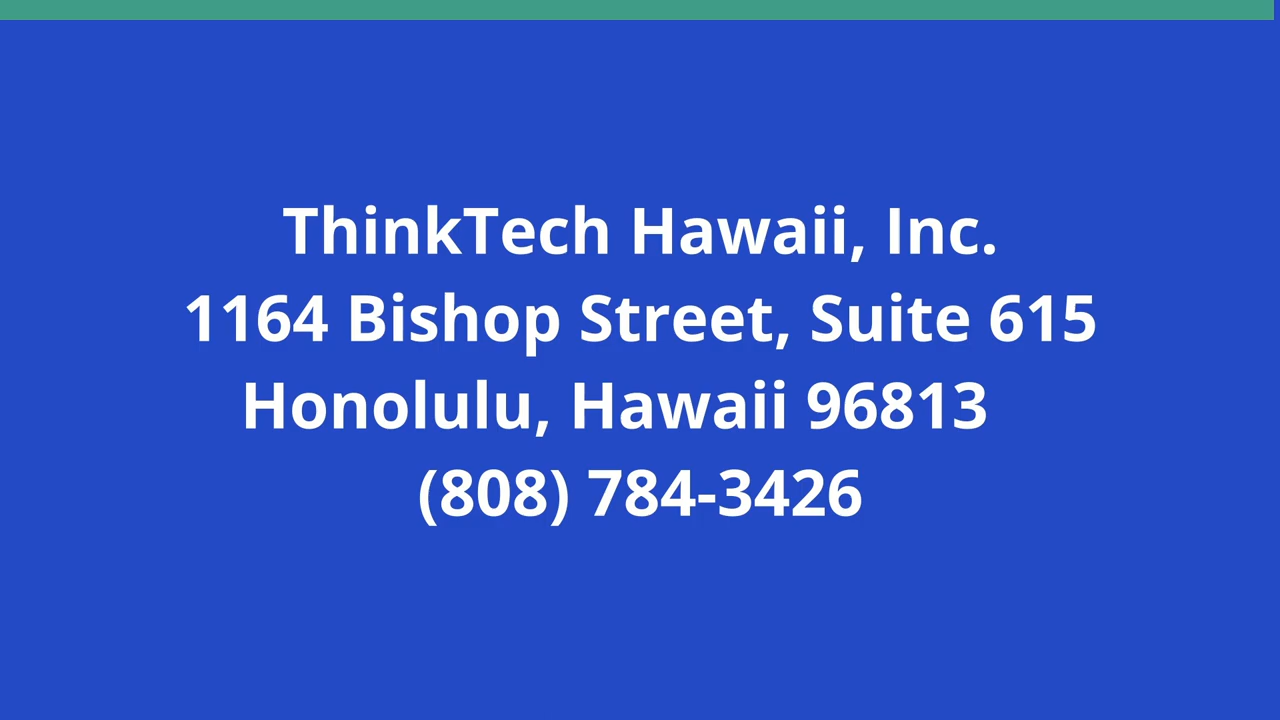 ThinkTech Hawaii, Inc.
1164 Bishop Street, Suite 615
Honolulu, Hawaii 96813
(808) 784-3426